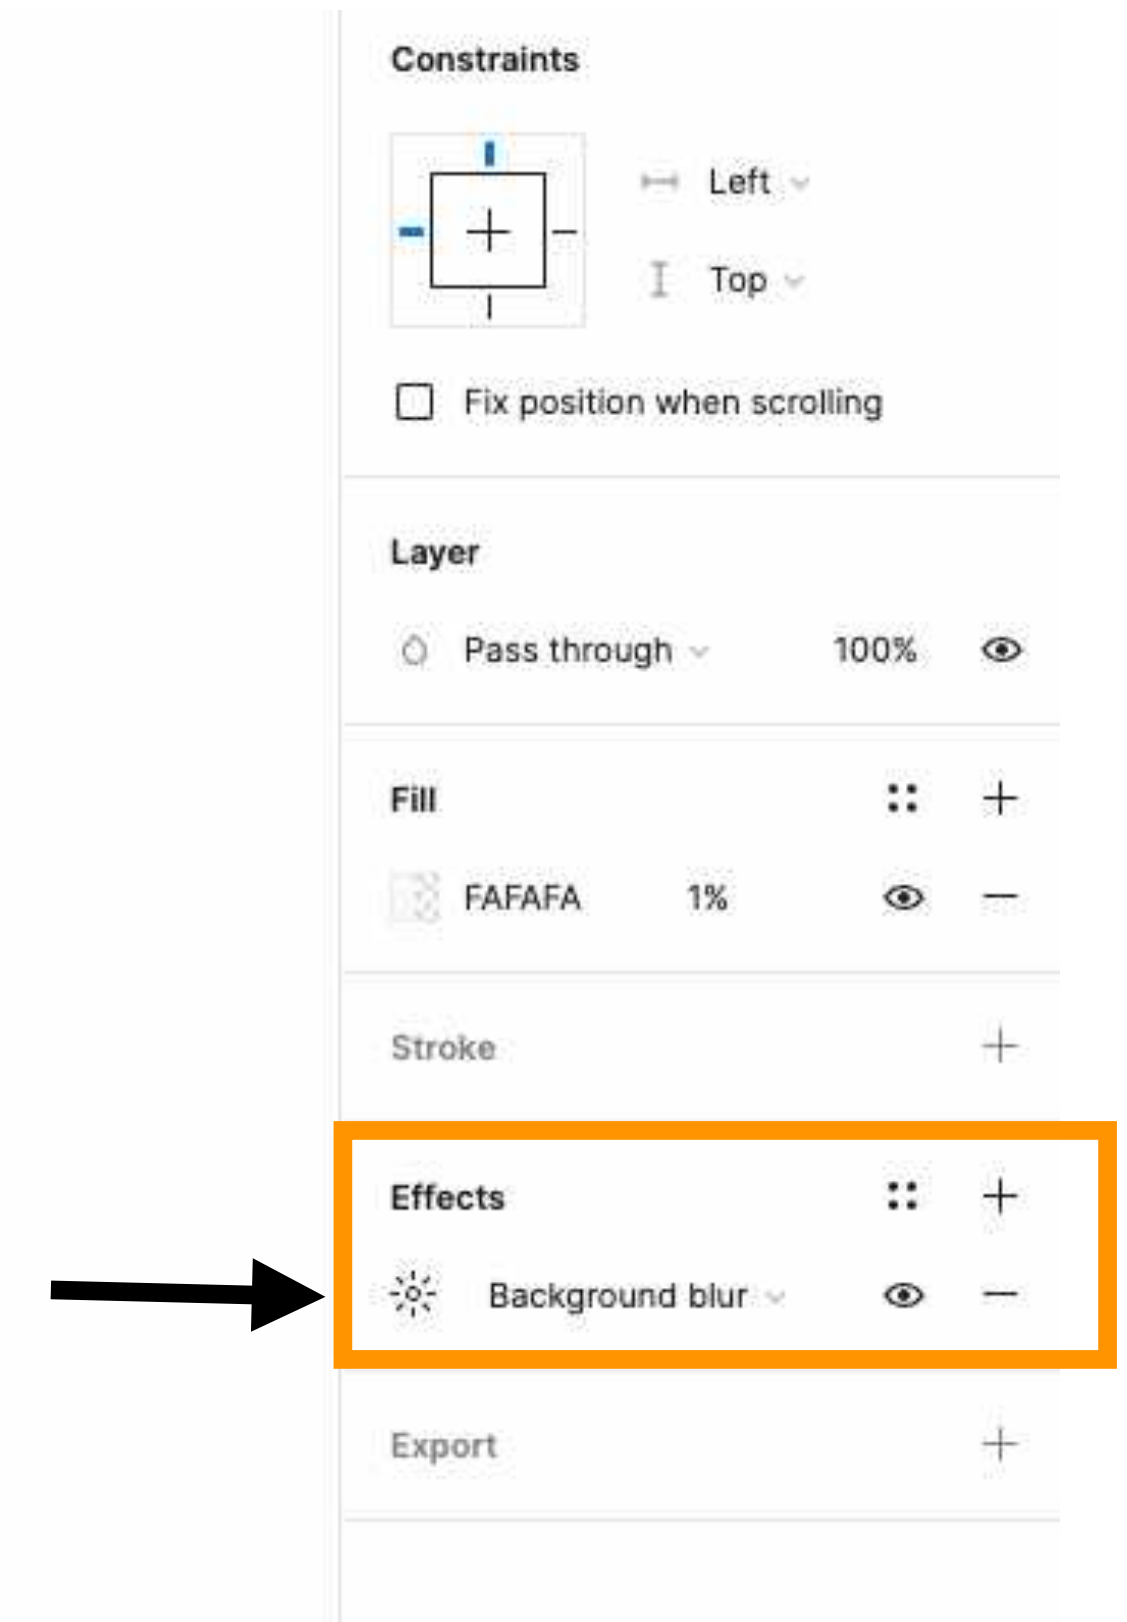 Constraints
Left
Top
Fix position when scrolling
Layer
Pass through 100%
Fill
FAFAFA 1%
Stroke
Effects
Background blur
Export